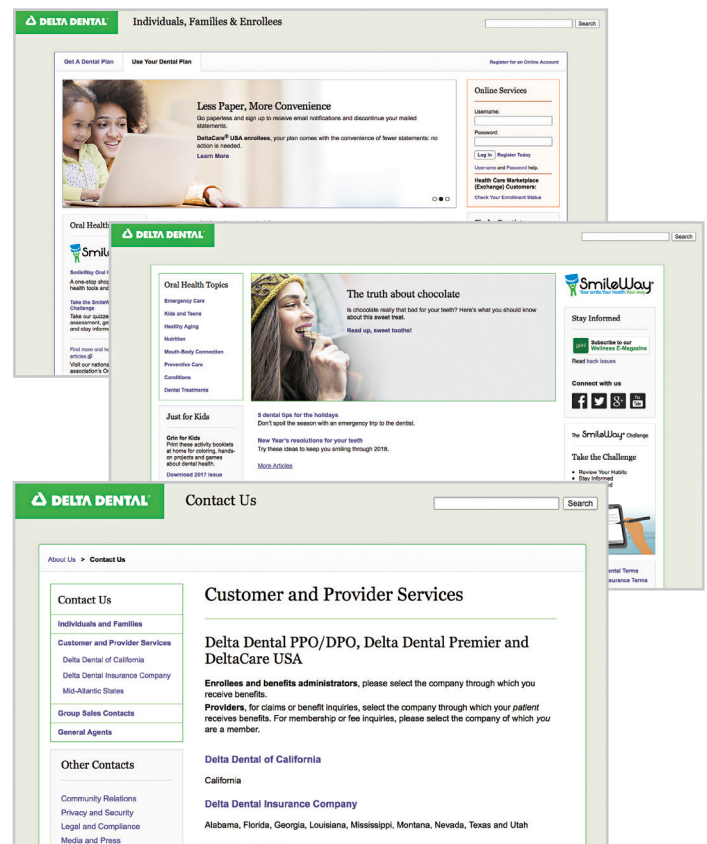 DELTA DENTAL®
Individuals, Families & Enrollees
Search
Get A Dental Plan
Use Your Dental Plan
Register for an Online Account
Less Paper, More Convenience
Go paperless and sign up to receive email notifications and discontinue your mailed
statements.
DeltaCare® USA enrollees, your plan comes with the convenience of fewer statements: no
action is needed.
Learn More
Online Services
Username:
Password:
Log In Register Today
Username and Password help.
Health Care Marketplace
(Exchange) Customers:
Check Your Enrollment Status
Oral Health
SmileWay Oral
A one-stop shop
health tools and
Take the SmileW
Challenge
Take our quizze
assessment, ge
and stay inform
Find more oral he
articles
Visit our nationa
association's Or
DELTA DENTAL®
Search
Oral Health Topics
Emergency Care
Kids and Teens
Healthy Aging
Nutrition
Mouth-Body Connection
Preventive Care
Conditions
Dental Treatments
The truth about chocolate
Is chocolate really that bad for your teeth? Here's what you should know
about this sweet treat.
Read up, sweet tooths!
SmileWay®
Your smile Your health Your way
Stay Informed
grin!
Subscribe to our
Wellness E-Magazine
Read back issues
Connect with us
You
Tube
Just for Kids
Grin for Kids
Print these activity booklets
at home for coloring, hands-
on projects and games
about dental health.
Download 2017 issue
5 dental tips for the holidays
Don't spoil the season with an emergency trip to the dentist.
New Year's resolutions for your teeth
Try these ideas to keep you smiling through 2018.
More Articles
The SmileWay® Challenge
Take the Challenge
Review Your Habits
Stay Informed
ental Terms
surance Terms
DELTA DENTAL®
Contact Us
Search
About Us > Contact Us
Contact Us
Individuals and Families
Customer and Provider Services
Delta Dental of California
Delta Dental Insurance Company
Mid-Atlantic States
Group Sales Contacts
General Agents
Other Contacts
Community Relations
Privacy and Security
Legal and Compliance
Media and Press
Customer and Provider Services
Delta Dental PPO/DPO, Delta Dental Premier and
DeltaCare USA
Enrollees and benefits administrators, please select the company through which you
receive benefits.
Providers, for claims or benefit inquiries, select the company through which your patient
receives benefits. For membership or fee inquiries, please select the company of which you
are a member.
Delta Dental of California
California
Delta Dental Insurance Company
Alabama, Florida, Georgia, Louisiana, Mississippi, Montana, Nevada, Texas and Utah